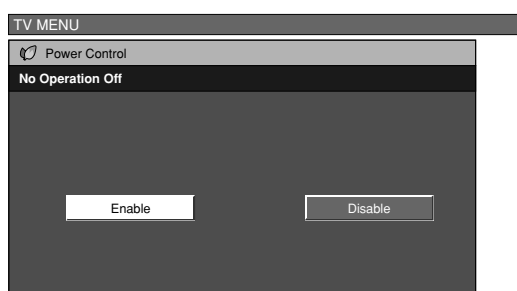 TV MENU
Power Control
No Operation Off
Enable Disable